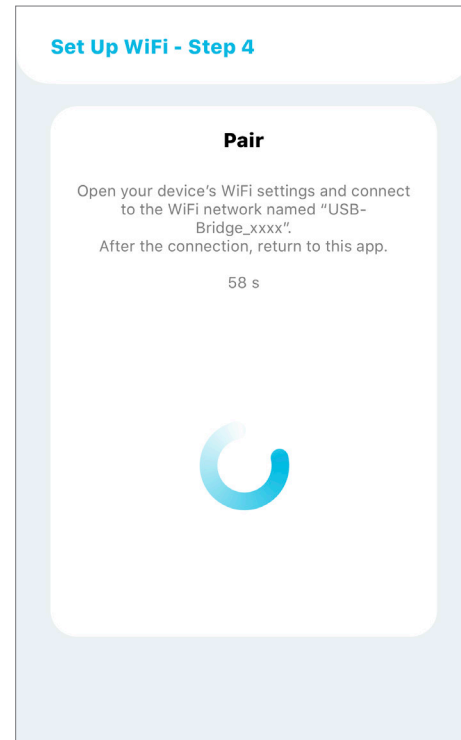 Set Up WiFi - Step 4
Pair
Open your device’s WiFi settings and connect
to the WiFi network named “USB-
Bridge_xxxx”.
After the connection, return to this app.
58 s